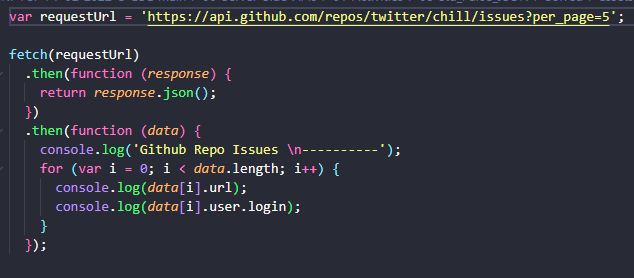 var requestUrl = 'https://api.github.com/repos/twitter/chill/issues?per_page=5';
fetch(requestUrl)
.then(function (response) {
return response.json();
})
.then(function (data) {
console.log('Github Repo Issues \n----------');
for (var i = 0; i < data.length; i++) {
console.log(data[i].url);
console.log(data[i].user.login);
}
});